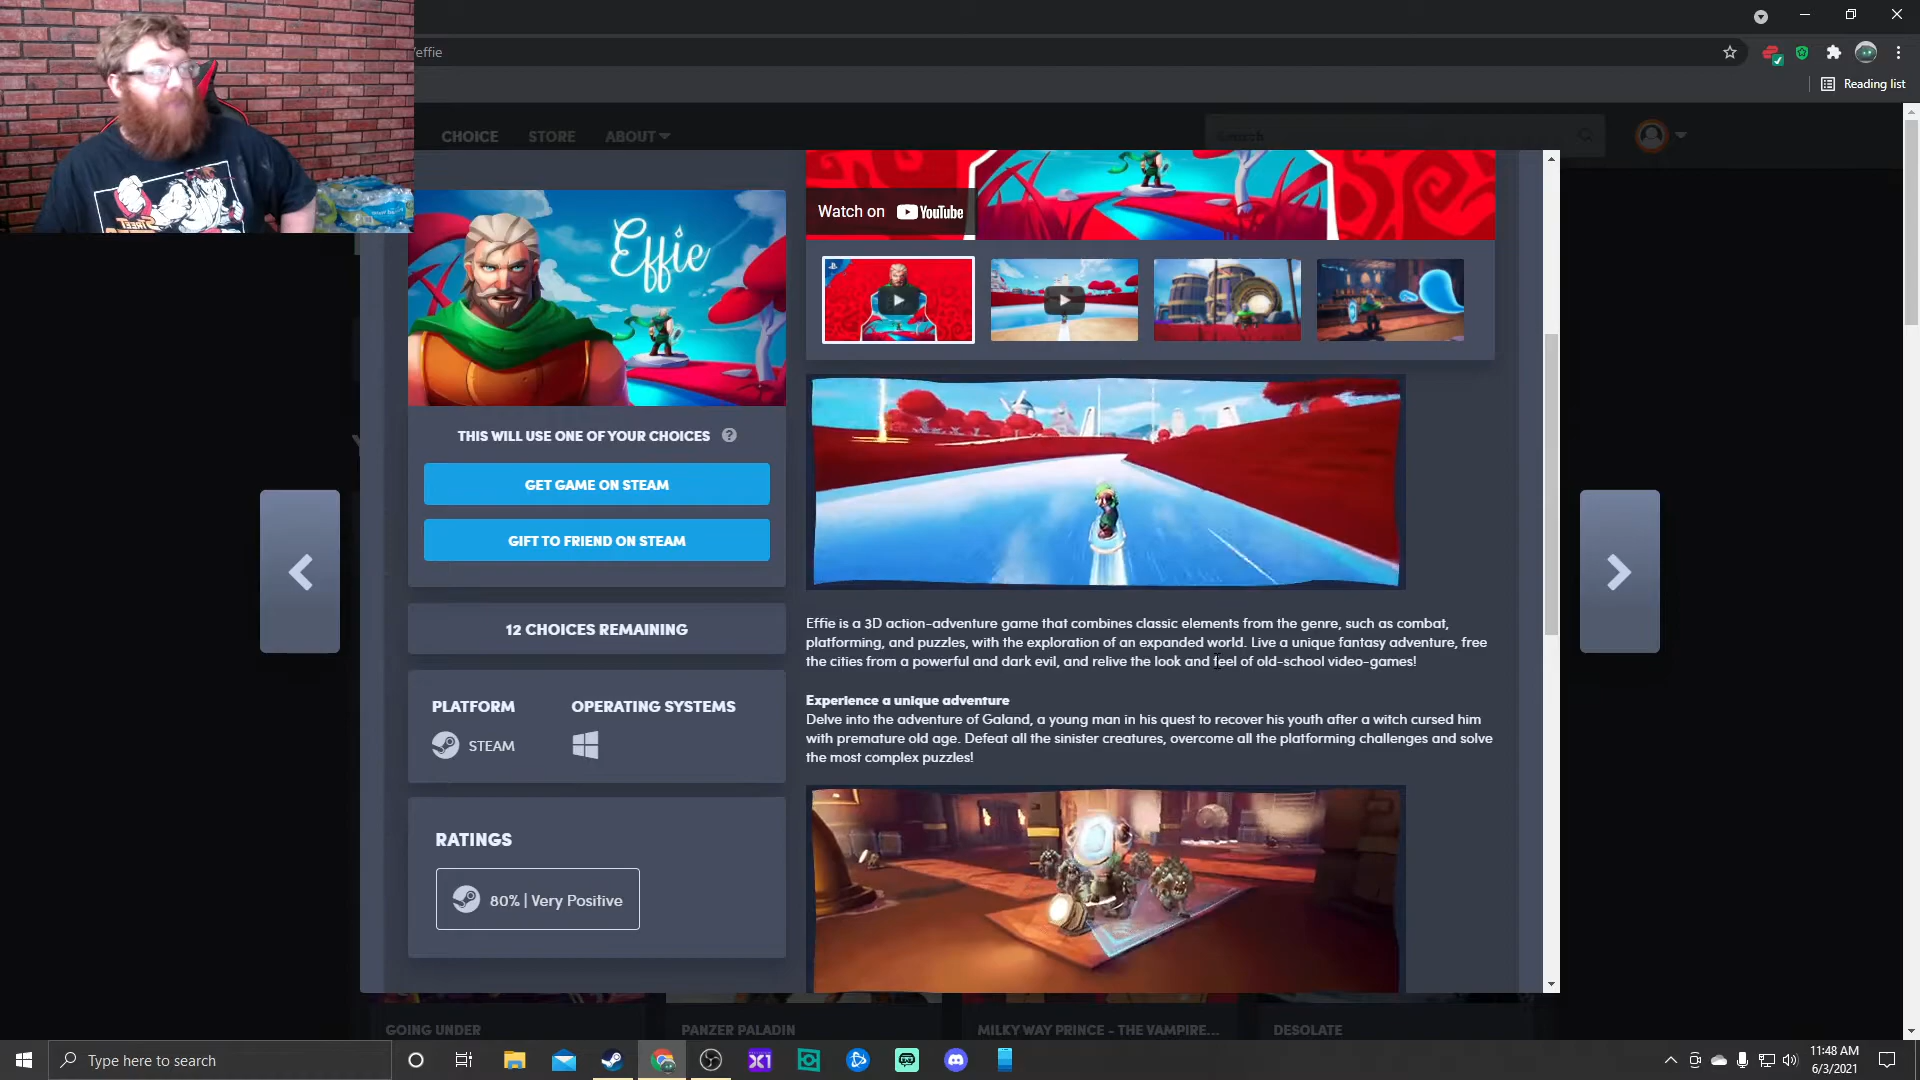 /effie
Reading list
CHOICE
STORE
ABOUT
Search
Watch on YouTube
Effie
THIS WILL USE ONE OF YOUR CHOICES ?
GET GAME ON STEAM
GIFT TO FRIEND ON STEAM
12 CHOICES REMAINING
PLATFORM
OPERATING SYSTEMS
STEAM
RATINGS
80% | Very Positive
Effie is a 3D action-adventure game that combines classic elements from the genre, such as combat,
platforming, and puzzles, with the exploration of an expanded world. Live a unique fantasy adventure, free
the cities from a powerful and dark evil, and relive the look and feel of old-school video-games!
Experience a unique adventure
Delve into the adventure of Galand, a young man in his quest to recover his youth after a witch cursed him
with premature old age. Defeat all the sinister creatures, overcome all the platforming challenges and solve
the most complex puzzles!
GOING UNDER
PANZER PALADIN
MILKY WAY PRINCE - THE VAMPIRE...
DESOLATE
Type here to search
X1
11:48 AM
6/3/2021